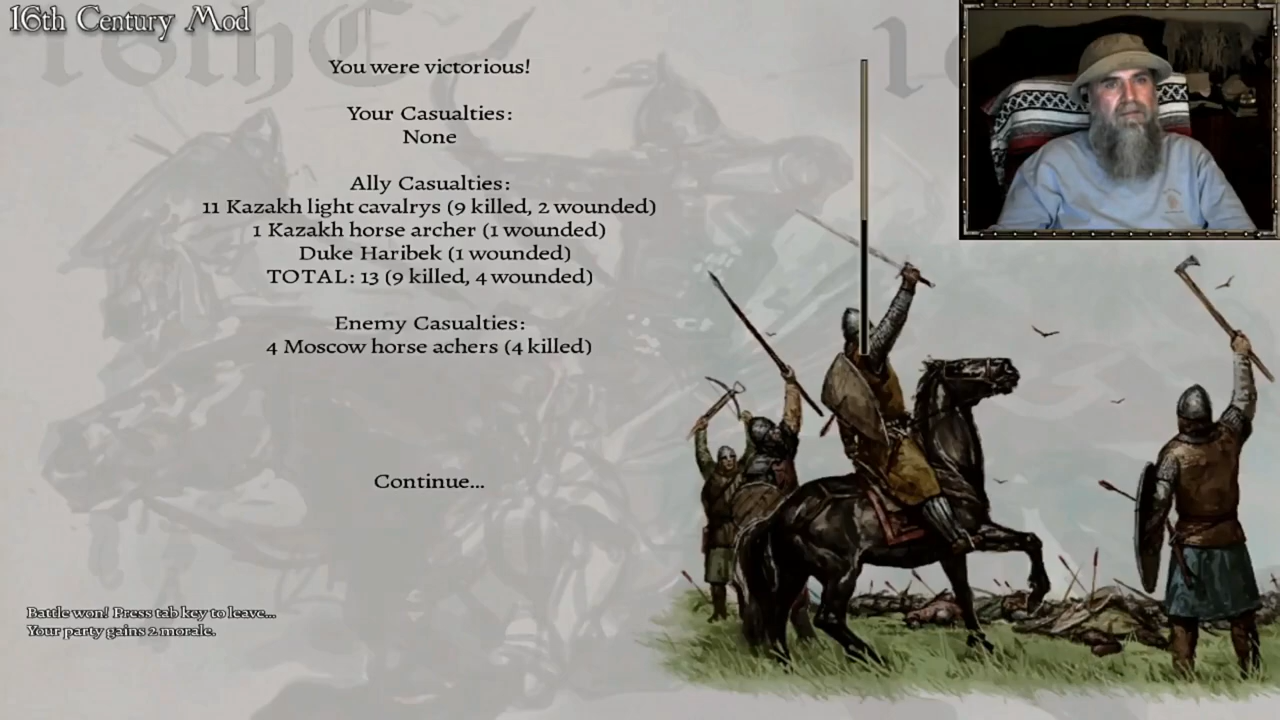 16th Century Mod
You were victorious!
Your Casualties:
None
Ally Casualties:
11 Kazakh light cavalrys (9 killed, 2 wounded)
1 Kazakh horse archer (1 wounded)
Duke Haribek (1 wounded)
TOTAL: 13 (9 killed, 4 wounded)
Enemy Casualties:
4 Moscow horse achers (4 killed)
Continue...
Battle won! Press tab key to leave...
Your party gains 2 morale.